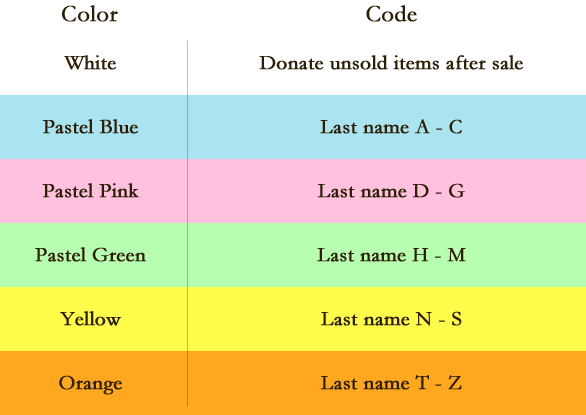 Color Code
White Donate unsold items after sale
Pastel Blue Last name A - C
Pastel Pink Last name D - G
Pastel Green Last name H - M
Yellow Last name N - S
Orange Last name T - Z